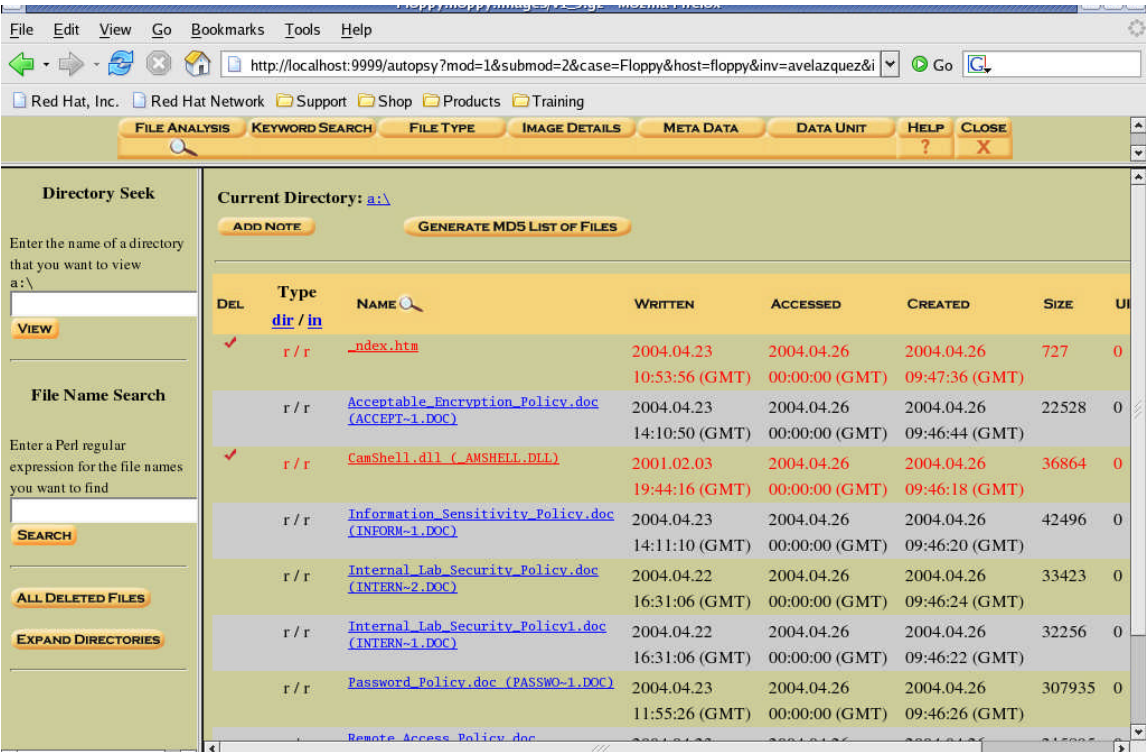 File Edit View Go Bookmarks Tools Help
http://localhost:9999/autopsy?mod=1&submod=2&case=Floppy&host=floppy&inv=avelazquez&i Go G
Red Hat, Inc. Red Hat Network Support Shop Products Training
FILE ANALYSIS KEYWORD SEARCH FILE TYPE IMAGE DETAILS META DATA DATA UNIT HELP ? CLOSE X
Directory Seek
Enter the name of a directory
that you want to view
a:\
VIEW
File Name Search
Enter a Perl regular
expression for the file names
you want to find
SEARCH
ALL DELETED FILES
EXPAND DIRECTORIES
Current Directory: a:\
ADD NOTE GENERATE MD5 LIST OF FILES
DEL Type dir / in NAME WRITTEN ACCESSED CREATED SIZE UI
r / r _ndex.htm 2004.04.23 2004.04.26 2004.04.26 727 0
10:53:56 (GMT) 00:00:00 (GMT) 09:47:36 (GMT)
r / r Acceptable_Encryption_Policy.doc 2004.04.23 2004.04.26 2004.04.26 22528 0
(ACCEPT~1.DOC) 14:10:50 (GMT) 00:00:00 (GMT) 09:46:44 (GMT)
r / r CamShell.dll (_AMSHELL.DLL) 2001.02.03 2004.04.26 2004.04.26 36864 0
19:44:16 (GMT) 00:00:00 (GMT) 09:46:18 (GMT)
r / r Information_Sensitivity_Policy.doc 2004.04.23 2004.04.26 2004.04.26 42496 0
(INFORM~1.DOC) 14:11:10 (GMT) 00:00:00 (GMT) 09:46:20 (GMT)
r / r Internal_Lab_Security_Policy.doc 2004.04.22 2004.04.26 2004.04.26 33423 0
(INTERN~2.DOC) 16:31:06 (GMT) 00:00:00 (GMT) 09:46:24 (GMT)
r / r Internal_Lab_Security_Policy1.doc 2004.04.22 2004.04.26 2004.04.26 32256 0
(INTERN~1.DOC) 16:31:06 (GMT) 00:00:00 (GMT) 09:46:22 (GMT)
r / r Password_Policy.doc (PASSWO~1.DOC) 2004.04.23 2004.04.26 2004.04.26 307935 0
11:55:26 (GMT) 00:00:00 (GMT) 09:46:26 (GMT)
Remote_Access_Policy.doc